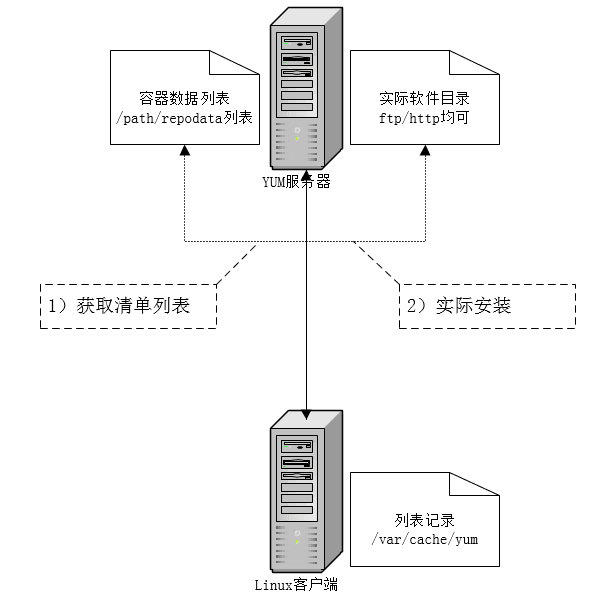 容器数据列表
/path/repodata列表
实际软件目录
ftp/http均可
YUM服务器
1）获取清单列表
2）实际安装
列表记录
/var/cache/yum
Linux客户端